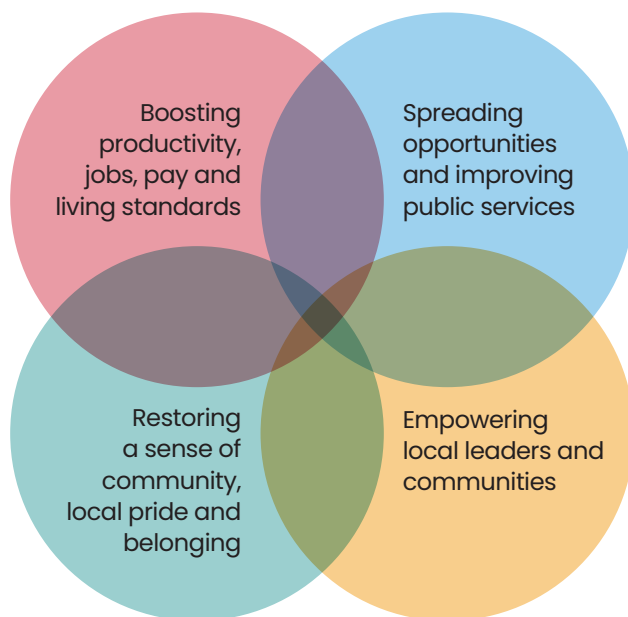 Boosting
productivity,
jobs, pay and
living standards
Spreading
opportunities
and improving
public services
Restoring
a sense of
community,
local pride and
belonging
Empowering
local leaders and
communities